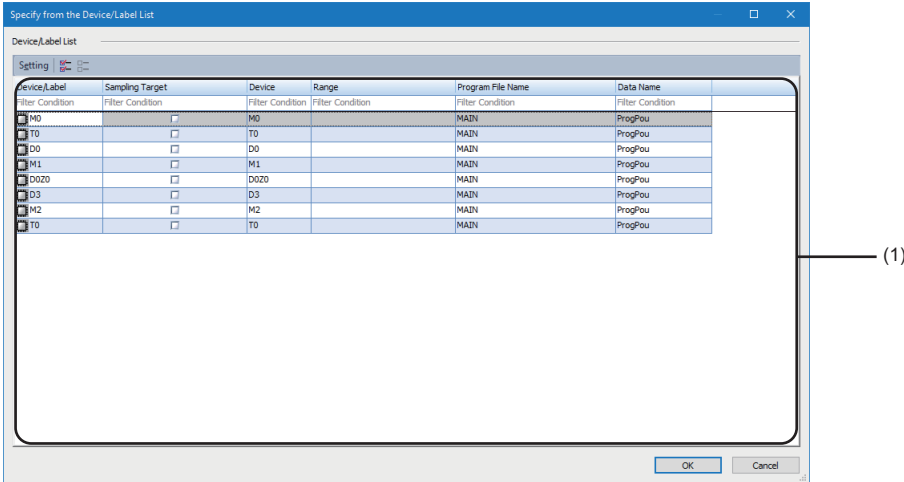 Specify from the Device/Label List
Device/Label List
Setting
Device/Label Sampling Target Device Range Program File Name Data Name
Filter Condition Filter Condition Filter Condition Filter Condition Filter Condition Filter Condition
M0 M0 MAIN ProgPou
T0 T0 MAIN ProgPou
D0 D0 MAIN ProgPou
M1 M1 MAIN ProgPou
D0Z0 D0Z0 MAIN ProgPou
D3 D3 MAIN ProgPou
M2 M2 MAIN ProgPou
T0 T0 MAIN ProgPou
(1)
OK Cancel